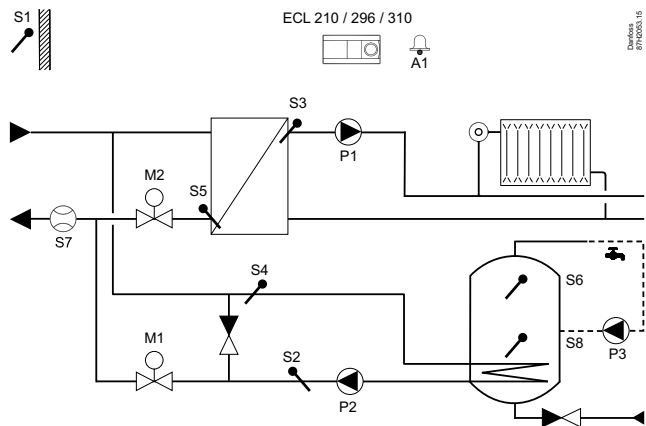 S1
ECL 210 / 296 / 310
A1
Danfoss
87H2053.15
S3
P1
M2
S5
S7
S4
S6
M1
S2
S8
P3
P2